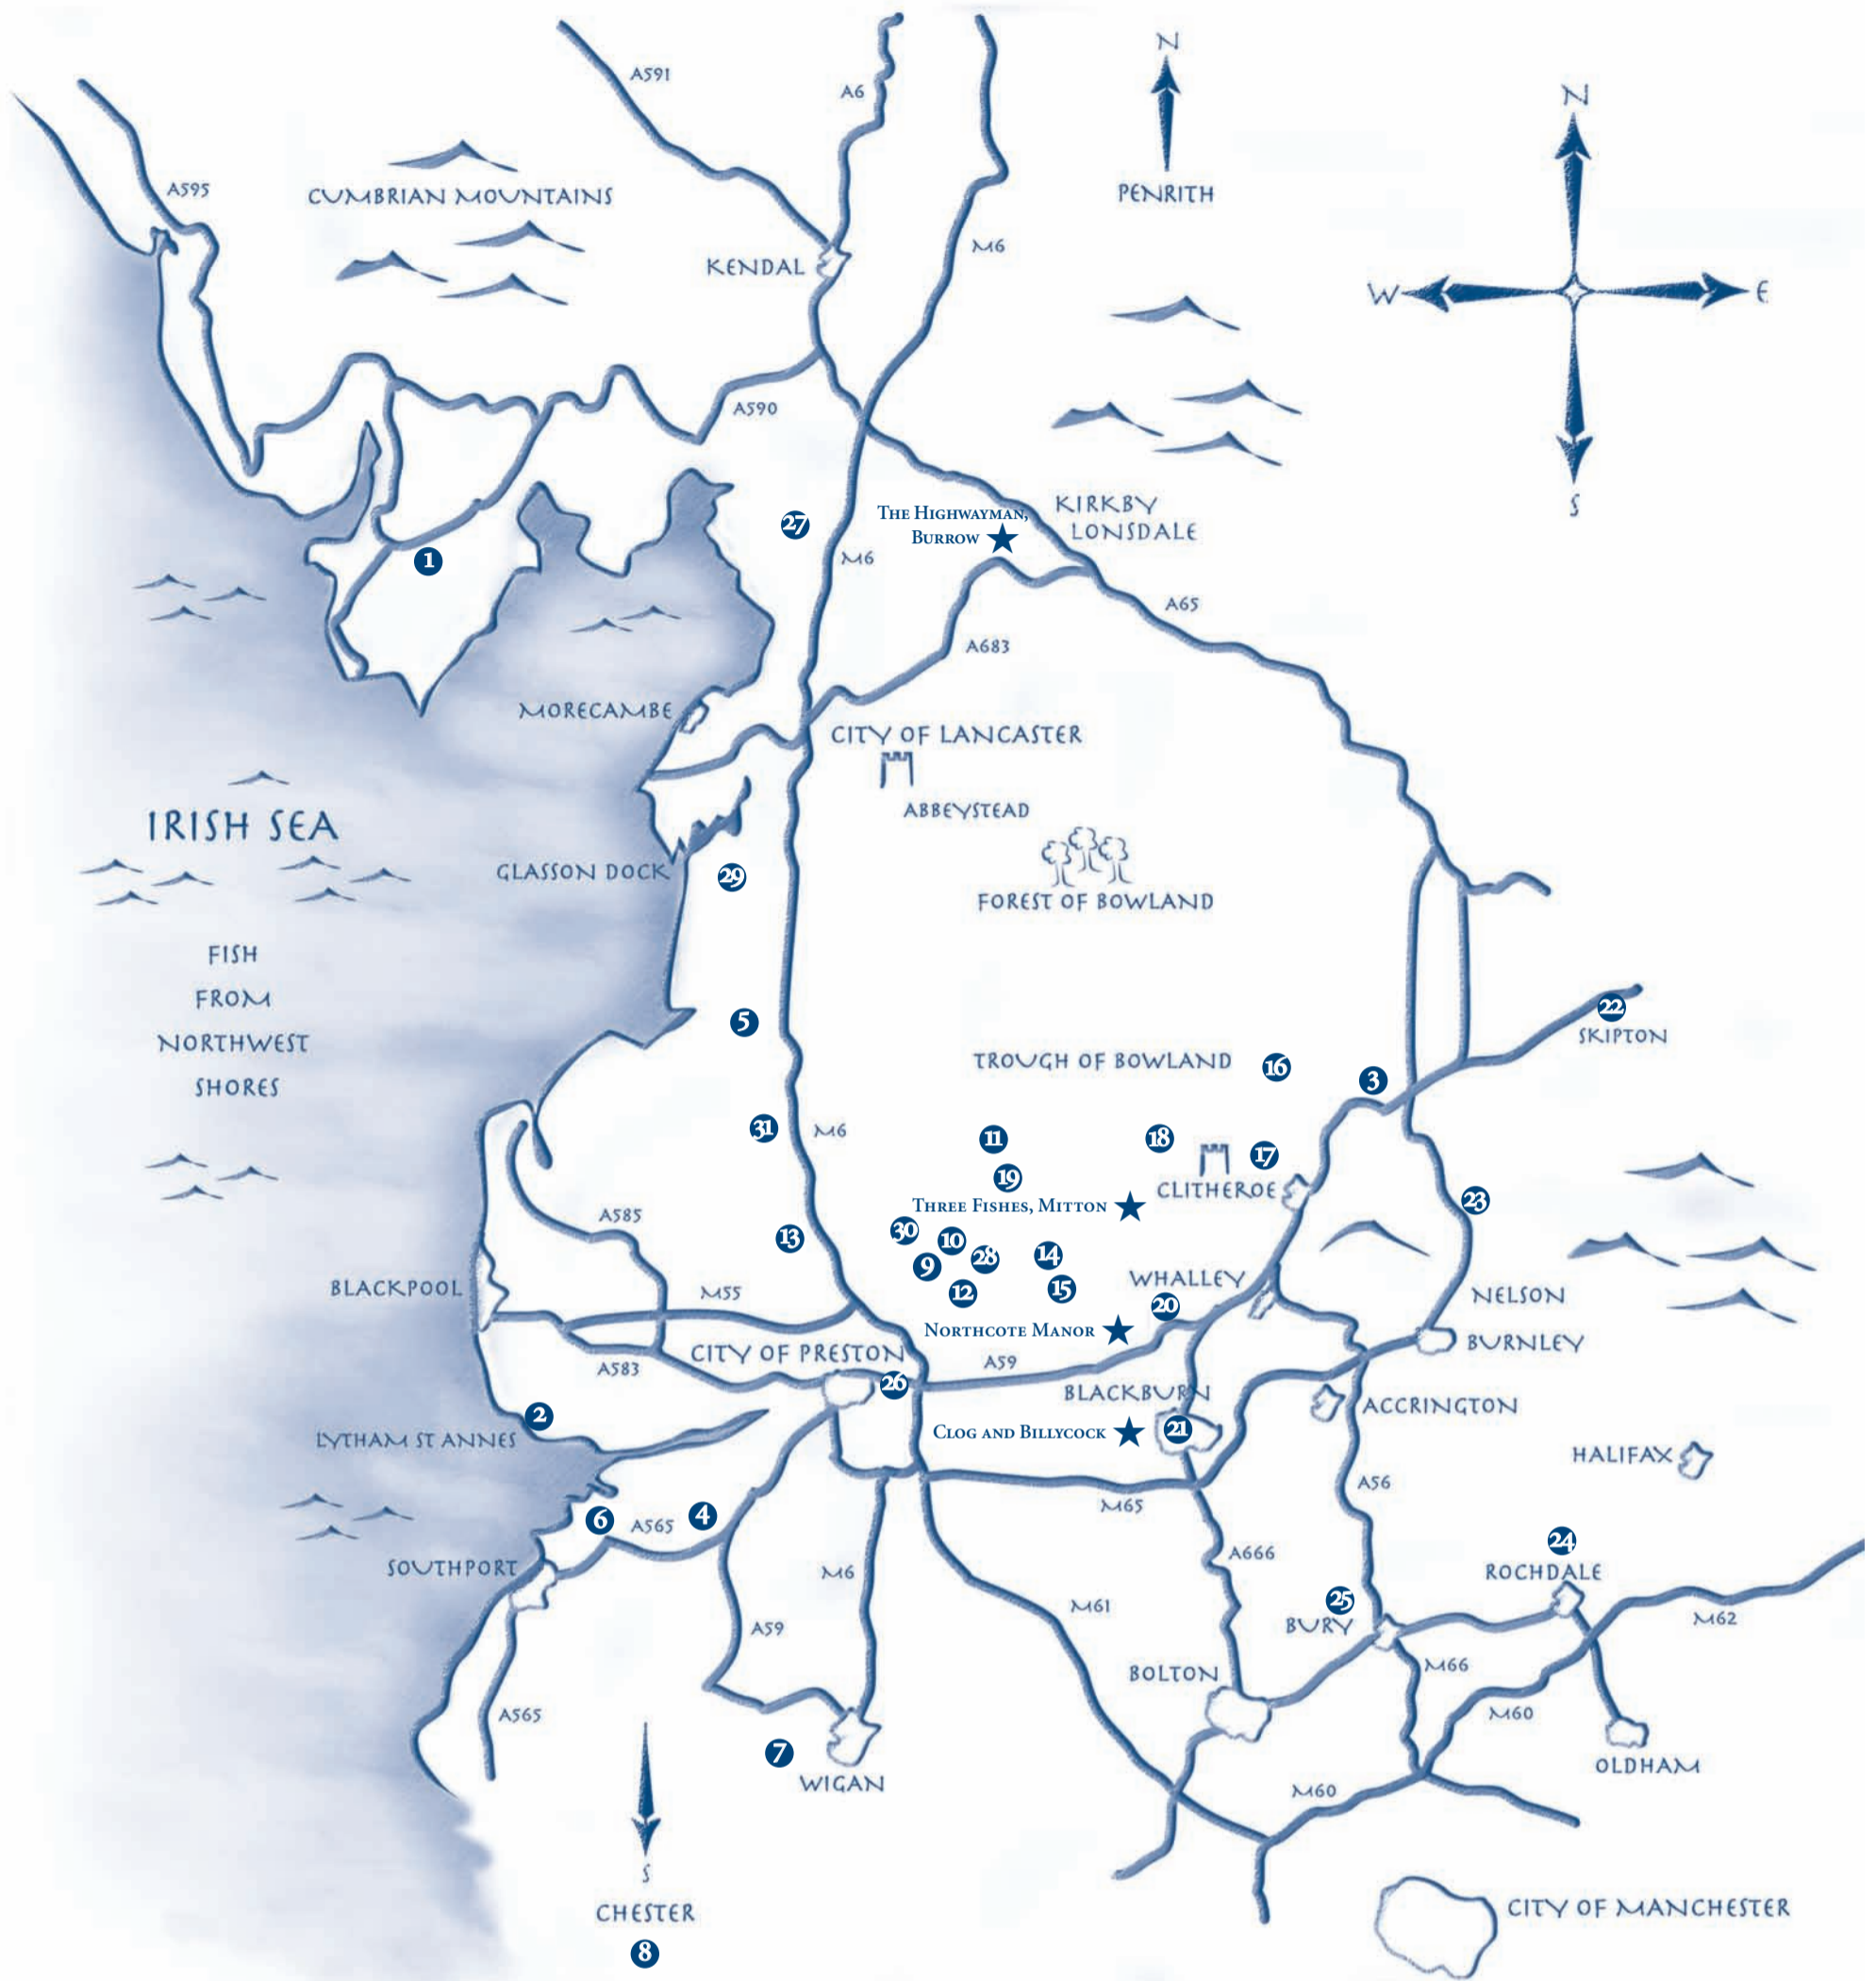 N
A591
A6
N
A595
CUMBRIAN MOUNTAINS
PENRITH
KENDAL
M6
W
E
A590
S
27
THE HIGHWAYMAN,
BURROW
KIRKBY
LONSDALE
1
M6
A65
A683
MORECAMBE
CITY OF LANCASTER
ABBEYSTEAD
IRISH SEA
GLASSON DOCK
29
FOREST OF BOWLAND
FISH
FROM
NORTHWEST
SHORES
5
22
SKIPTON
TROUGH OF BOWLAND
16
3
31
M6
11
18
17
19
CLITHEROE
THREE FISHES, MITTON
23
A585
13
30
10
28
14
9
12
15
WHALLEY
20
BLACKPOOL
M55
NELSON
NORTHCOTE MANOR
BURNLEY
CITY OF PRESTON
A583
A59
26
BLACKBURN
ACCRINGTON
2
LYTHAM ST ANNES
CLOG AND BILLYCOCK
21
HALIFAX
A56
M65
6
A565
4
24
SOUTHPORT
M6
A666
ROCHDALE
25
BURY
M61
M62
A59
M66
BOLTON
A565
M60
7
WIGAN
OLDHAM
M60
S
CHESTER
8
CITY OF MANCHESTER